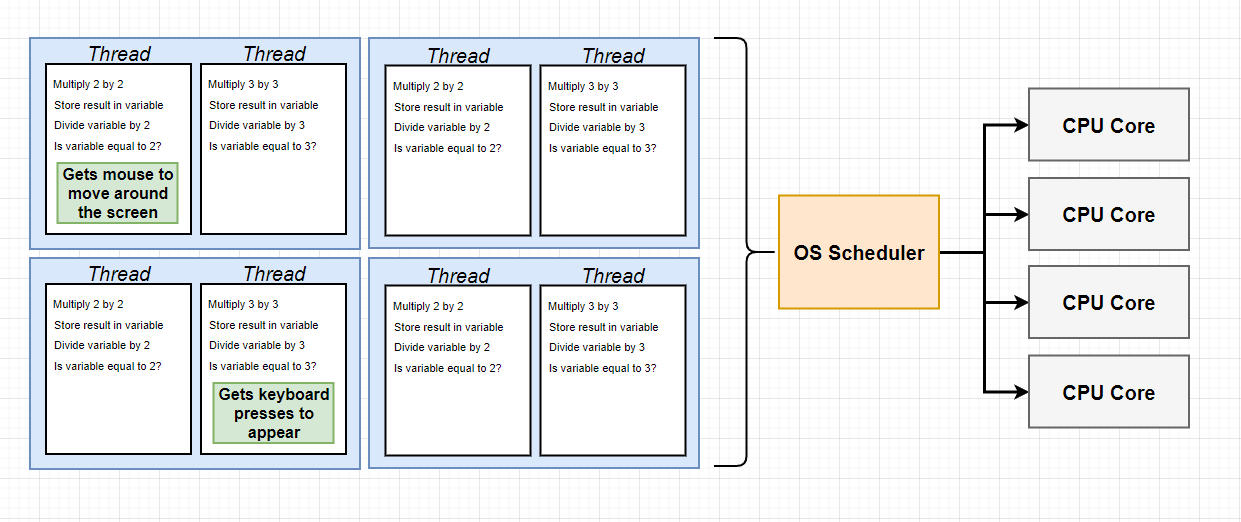 Thread
Multiply 2 by 2
Store result in variable
Divide variable by 2
Is variable equal to 2?
Gets mouse to
move around
the screen
Thread
Multiply 3 by 3
Store result in variable
Divide variable by 3
Is variable equal to 3?
Thread
Multiply 2 by 2
Store result in variable
Divide variable by 2
Is variable equal to 2?
Thread
Multiply 3 by 3
Store result in variable
Divide variable by 3
Is variable equal to 3?
Thread
Multiply 2 by 2
Store result in variable
Divide variable by 2
Is variable equal to 2?
Thread
Multiply 3 by 3
Store result in variable
Divide variable by 3
Is variable equal to 3?
Gets keyboard
presses to
appear
Thread
Multiply 2 by 2
Store result in variable
Divide variable by 2
Is variable equal to 2?
Thread
Multiply 3 by 3
Store result in variable
Divide variable by 3
Is variable equal to 3?
OS Scheduler
CPU Core
CPU Core
CPU Core
CPU Core